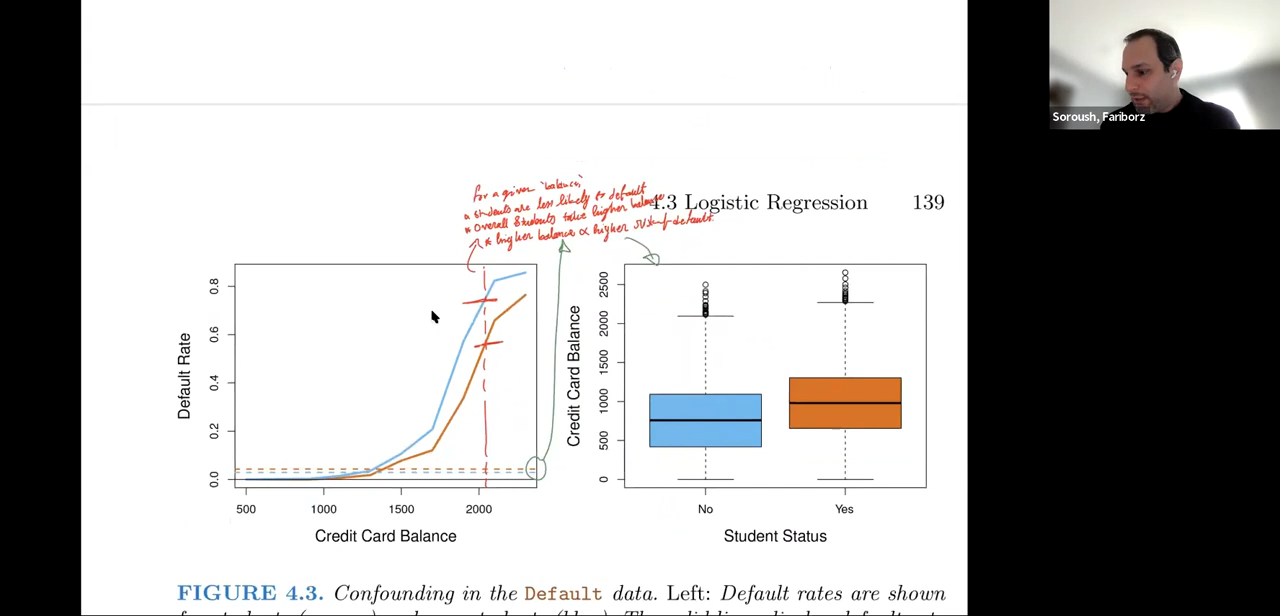 Soroush, Fariborz
for a given "balance"
* students are less likely to default
* overall students take higher balance
* higher balance ∝ higher risk of default
4.3 Logistic Regression 139
0.8
0.6
0.4
0.2
0.0
Default Rate
500 1000 1500 2000
Credit Card Balance
2500
2000
1500
1000
500
0
Credit Card Balance
No Yes
Student Status
FIGURE 4.3. Confounding in the Default data. Left: Default rates are shown